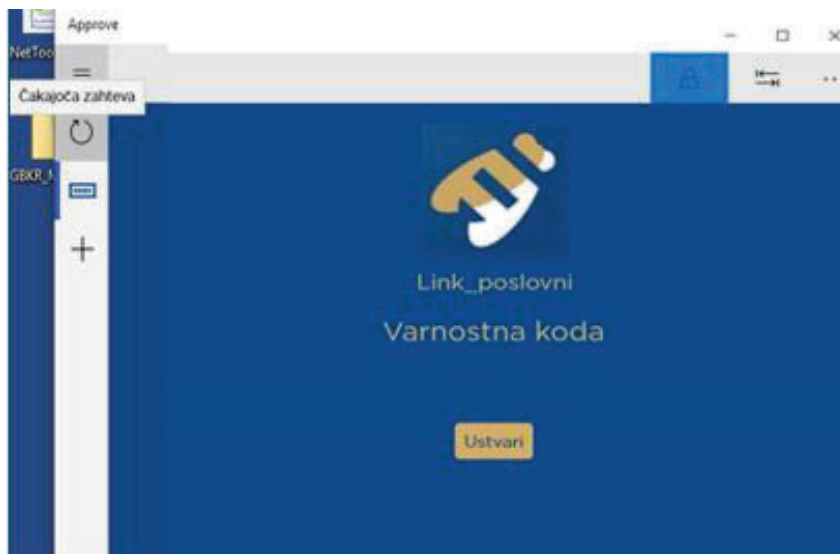 Approve
NetToo
Čakajoča zahteva
GBKR_
Link_poslovni
Varnostna koda
Ustvari